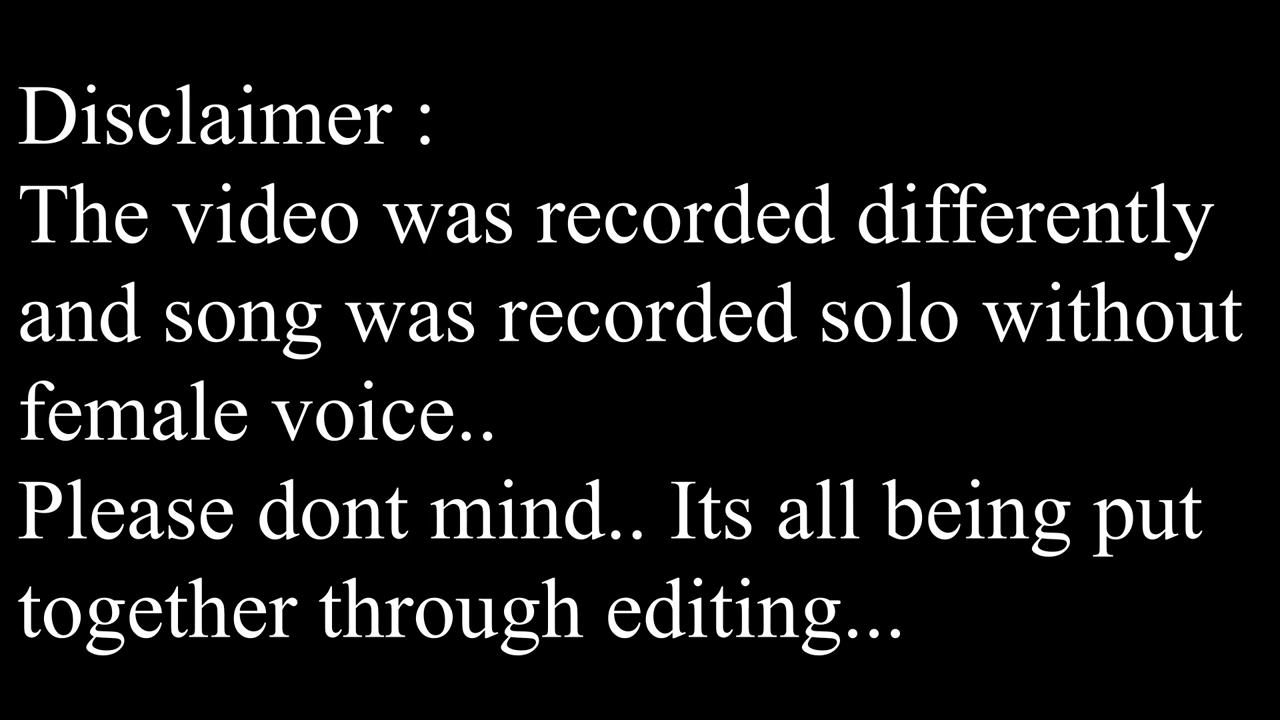 Disclaimer :
The video was recorded differently
and song was recorded solo without
female voice..
Please dont mind.. Its all being put
together through editing...